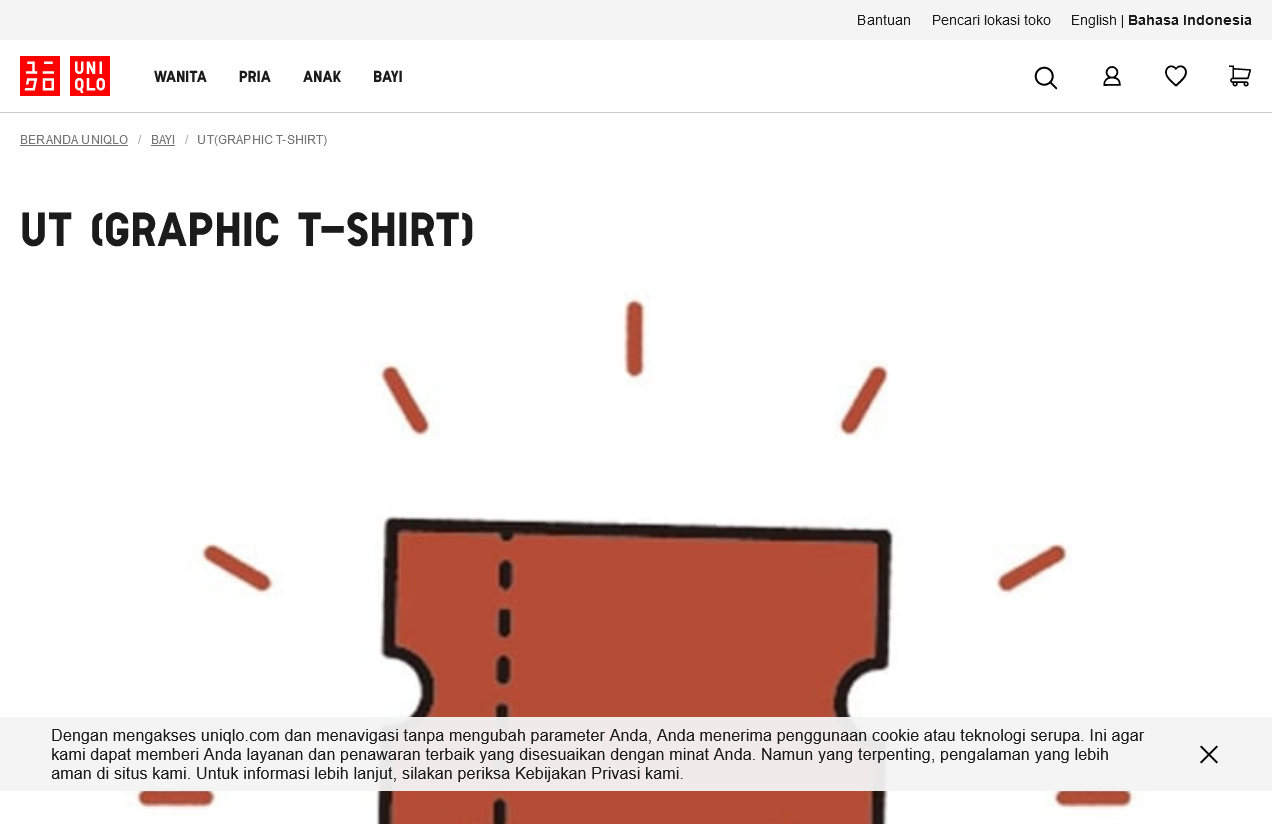 Bantuan Pencari lokasi toko English | Bahasa Indonesia
ユニクロ UNIQLO WANITA PRIA ANAK BAYI
BERANDA UNIQLO / BAYI / UT(GRAPHIC T-SHIRT)
UT (GRAPHIC T-SHIRT)
Dengan mengakses uniqlo.com dan menavigasi tanpa mengubah parameter Anda, Anda menerima penggunaan cookie atau teknologi serupa. Ini agar
kami dapat memberi Anda layanan dan penawaran terbaik yang disesuaikan dengan minat Anda. Namun yang terpenting, pengalaman yang lebih
aman di situs kami. Untuk informasi lebih lanjut, silakan periksa Kebijakan Privasi kami.